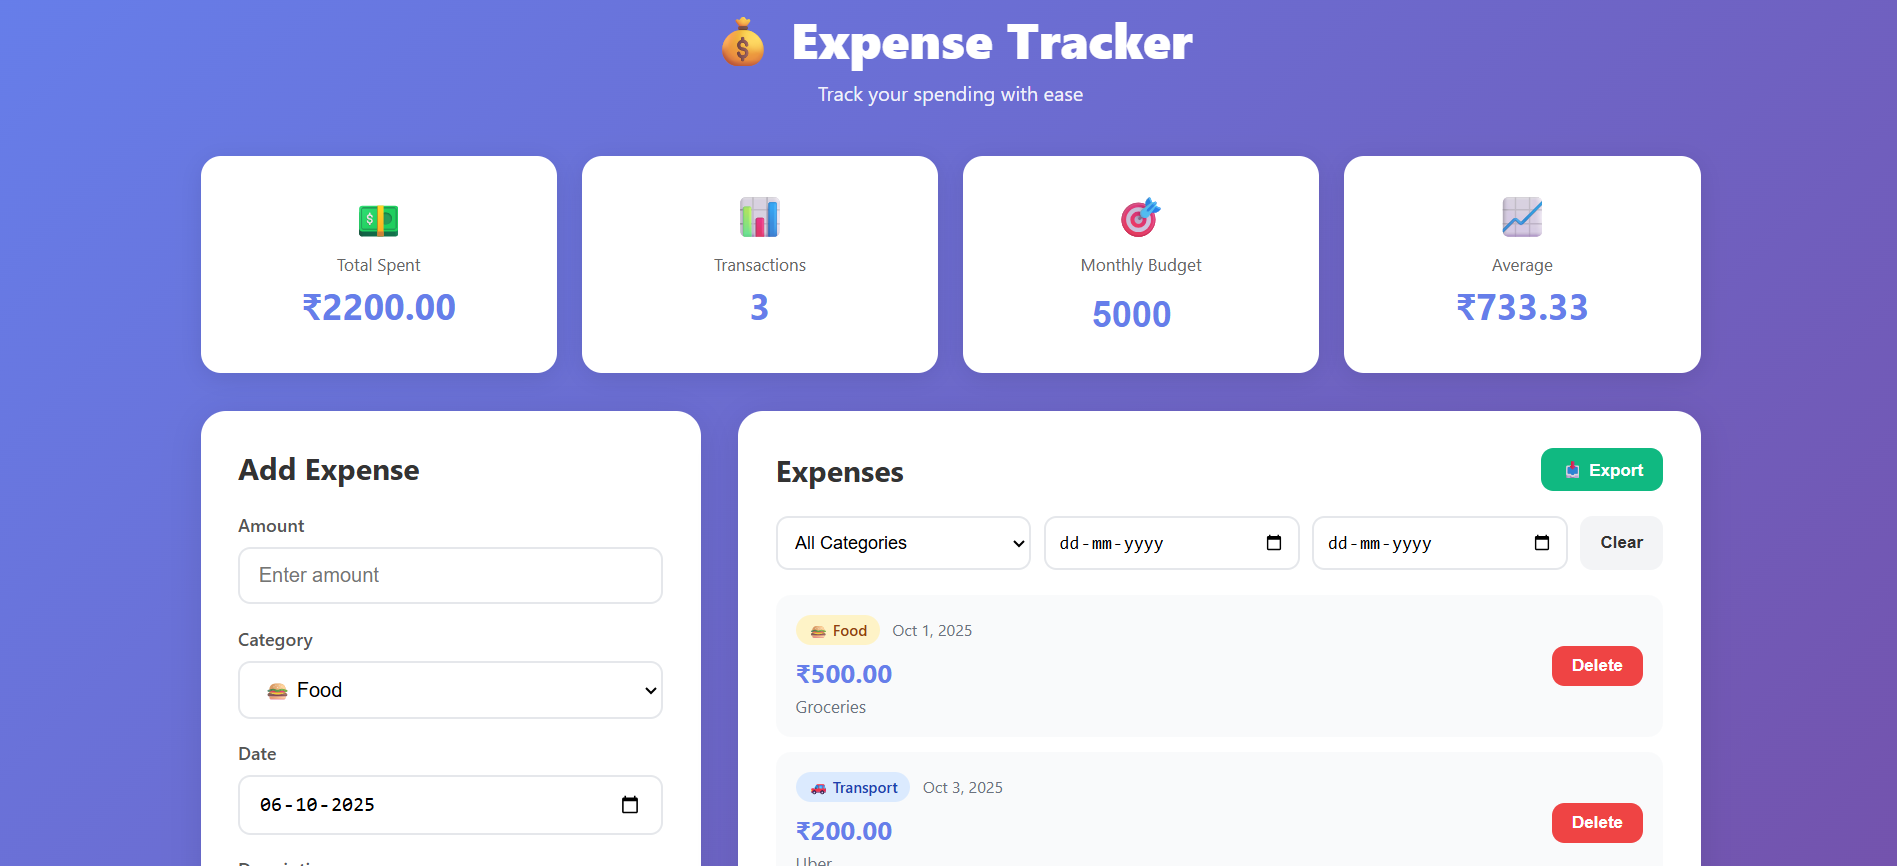 Expense Tracker
Track your spending with ease
Total Spent
₹2200.00
Transactions
3
Monthly Budget
5000
Average
₹733.33
Add Expense
Amount
Enter amount
Category
Food
Date
06-10-2025
Expenses
Export
All Categories
dd-mm-yyyy
dd-mm-yyyy
Clear
Food Oct 1, 2025
₹500.00
Groceries
Delete
Transport Oct 3, 2025
₹200.00
Uber
Delete